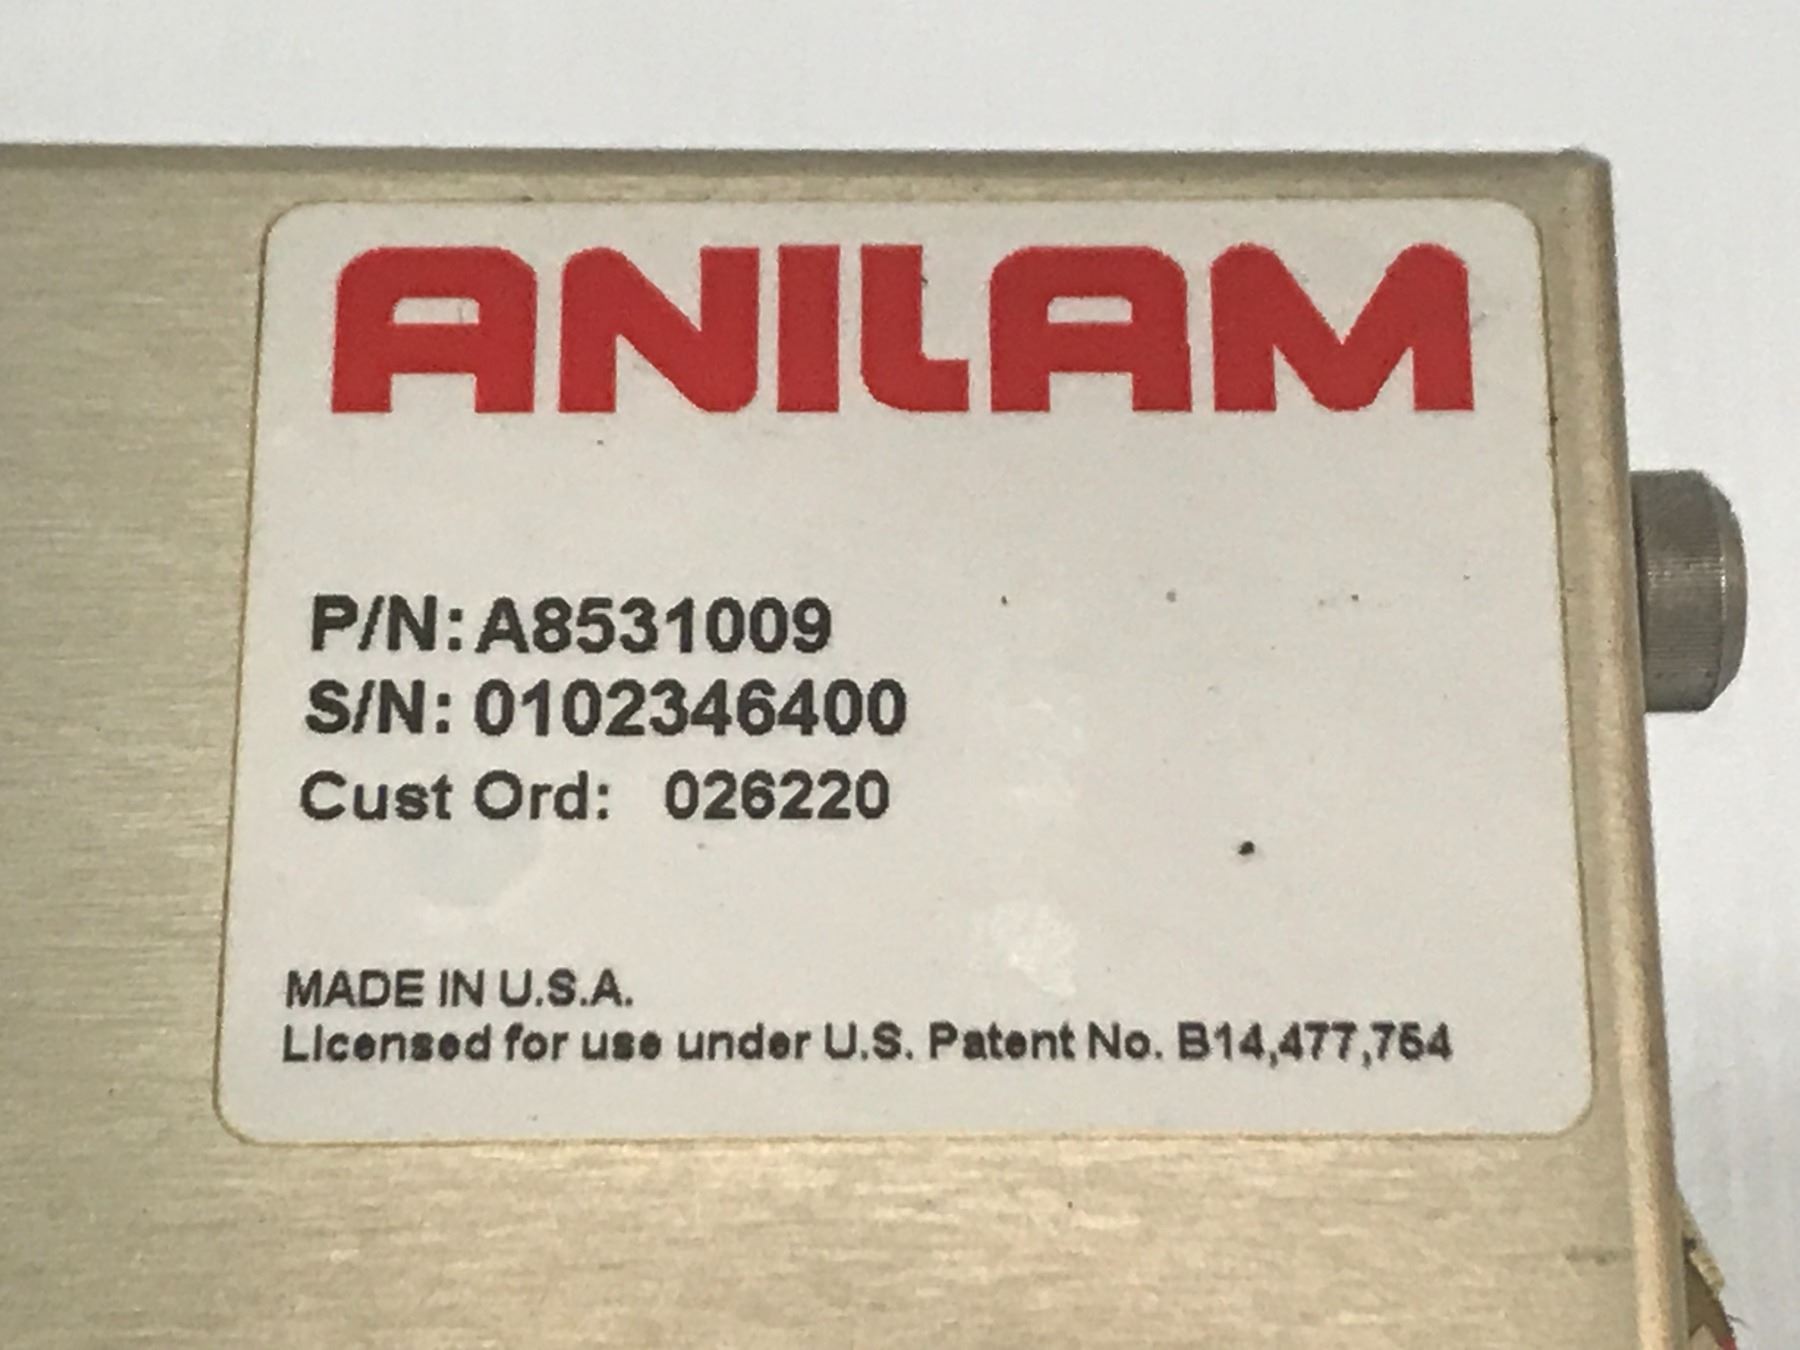 ANILAM
P/N: A8531009
S/N: 0102346400
Cust Ord: 026220
MADE IN U.S.A.
Licensed for use under U.S. Patent No. B14,477,754